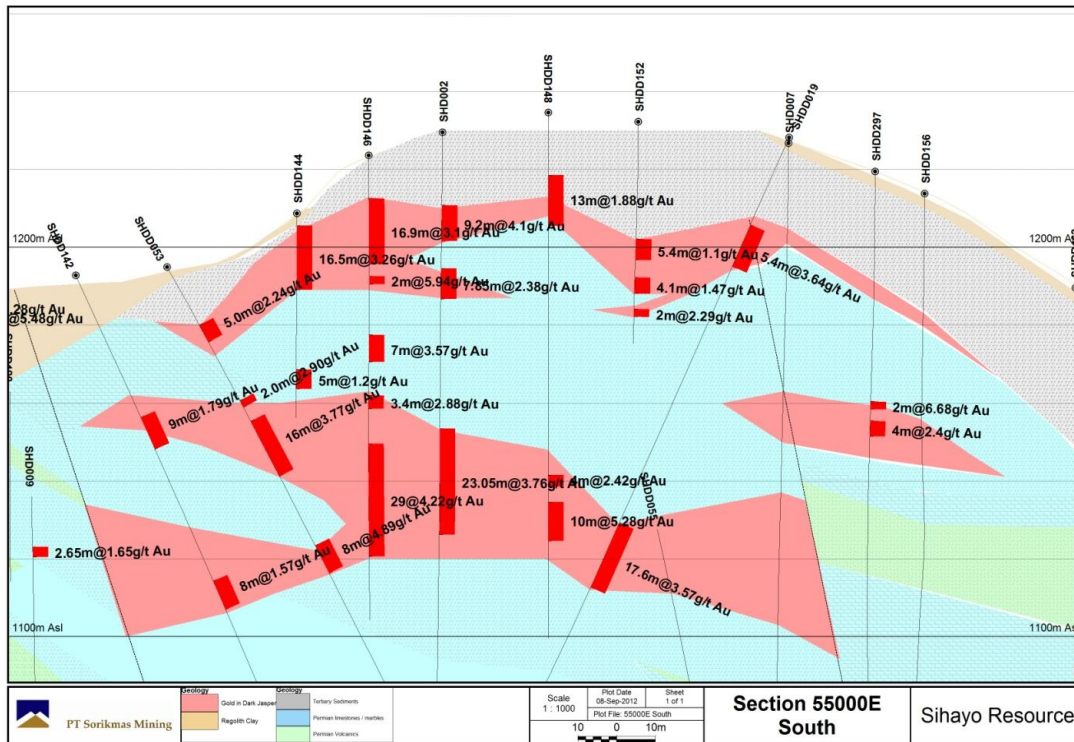 SHDD148
SHDD152
SHD002
SHD007
SHDD019
SHDD146
SHDD297
SHDD156
SHDD144
SHDD053
SHDD142
1200m Asl
1200m Asl
13m@1.88g/t Au
9.2m@4.1g/t Au
16.9m@3.1g/t Au
16.5m@3.26g/t Au
5.4m@1.1g/t Au
5.4m@3.64g/t Au
2m@5.94g/t Au
7.85m@2.38g/t Au
4.1m@1.47g/t Au
2m@2.29g/t Au
5.0m@2.24g/t Au
.28g/t Au
@5.48g/t Au
7m@3.57g/t Au
5m@1.2g/t Au
2.0m@2.90g/t Au
3.4m@2.88g/t Au
9m@1.79g/t Au
16m@3.77g/t Au
2m@6.68g/t Au
4m@2.4g/t Au
SHD009
23.05m@3.76g/t Au
4m@2.42g/t Au
29@4.22g/t Au
10m@5.28g/t Au
SHDD055
8m@4.89g/t Au
2.65m@1.65g/t Au
8m@1.57g/t Au
17.6m@3.57g/t Au
1100m Asl
1100m Asl
PT Sorikmas Mining
Geology
Gold in Dark Jasper
Regolith Clay
Geology
Tertiary Sediments
Permian limestones / marbles
Permian Volcanics
Scale
1 : 1000
Plot Date
08-Sep-2012
Sheet
1 of 1
Plot File: 55000E South
10 0 10m
Section 55000E
South
Sihayo Resource